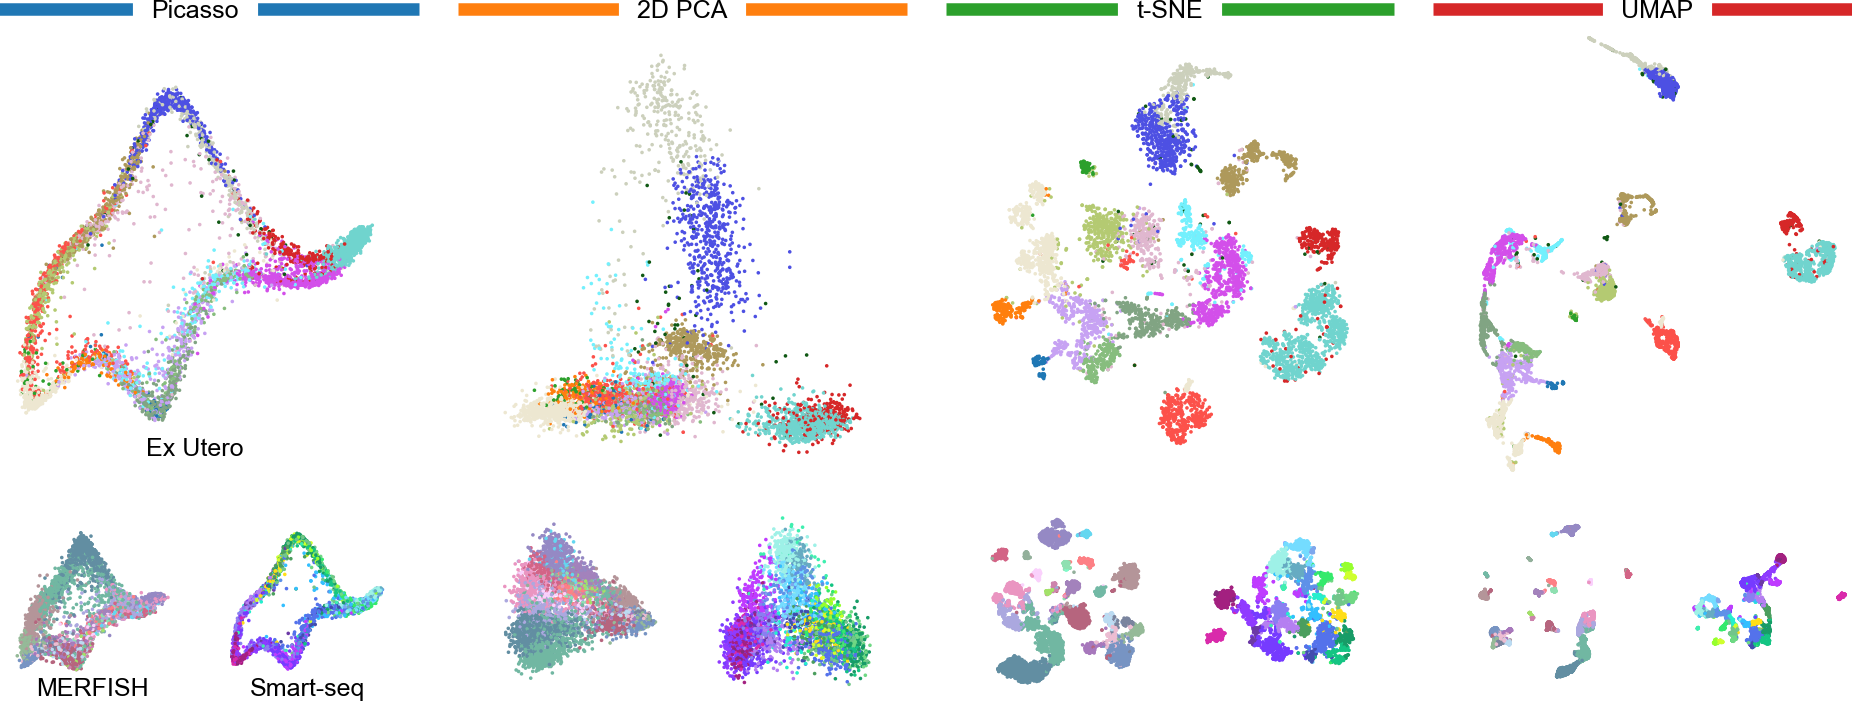 Picasso
2D PCA
t-SNE
UMAP
Ex Utero
MERFISH
Smart-seq